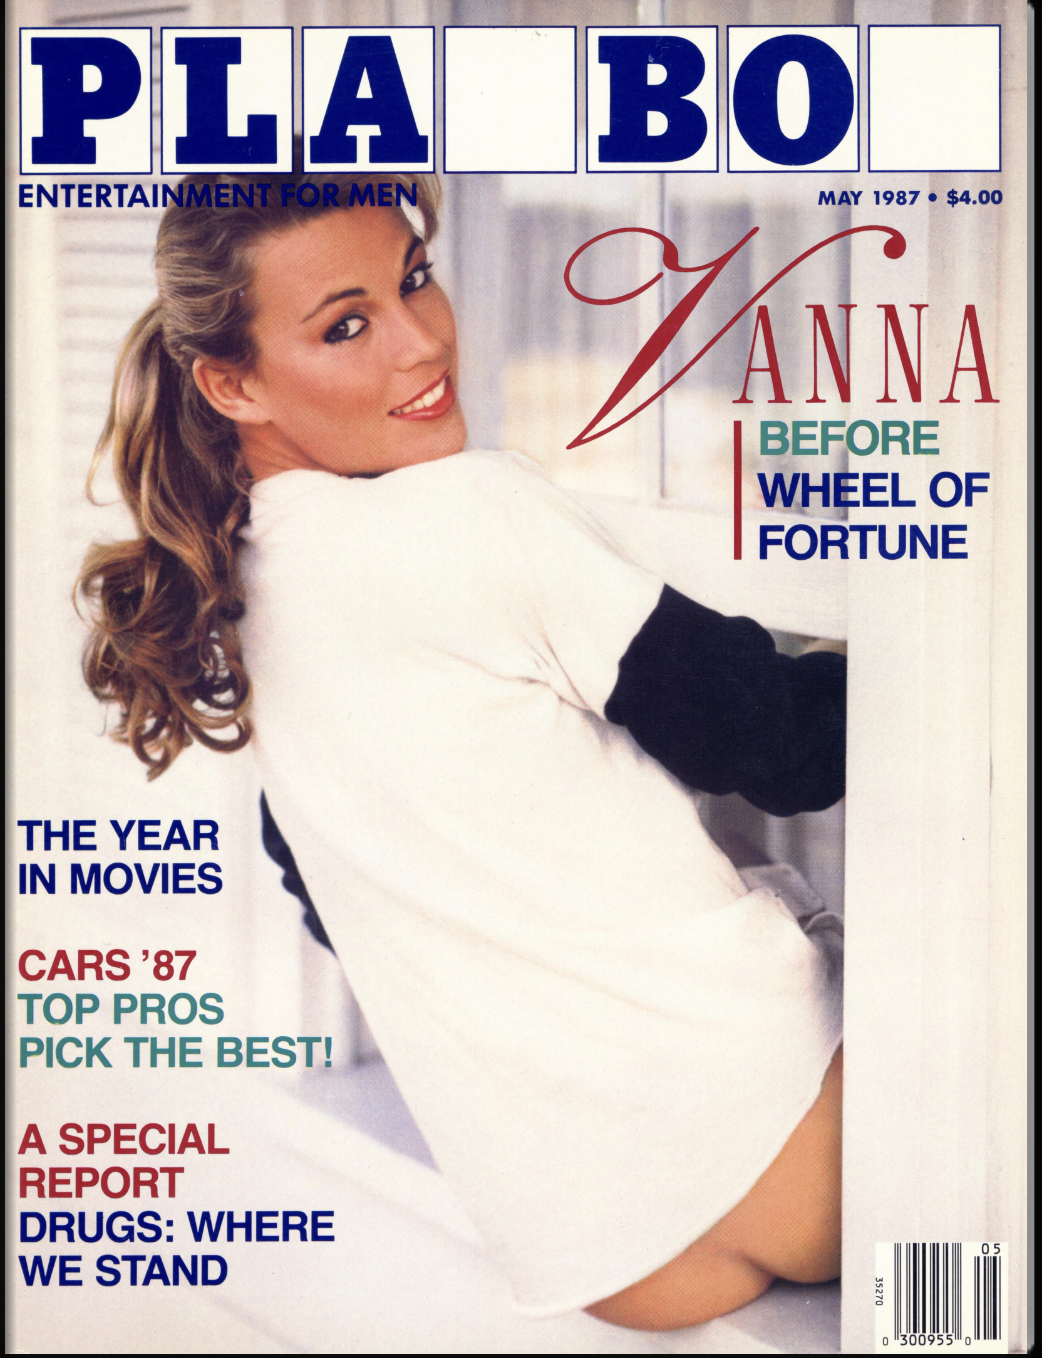 PLA BO
ENTERTAINMENT FOR MEN
MAY 1987 • $4.00
VANNA
BEFORE
WHEEL OF
FORTUNE
THE YEAR
IN MOVIES
CARS ’87
TOP PROS
PICK THE BEST!
A SPECIAL
REPORT
DRUGS: WHERE
WE STAND
05
35270
0 300955 0